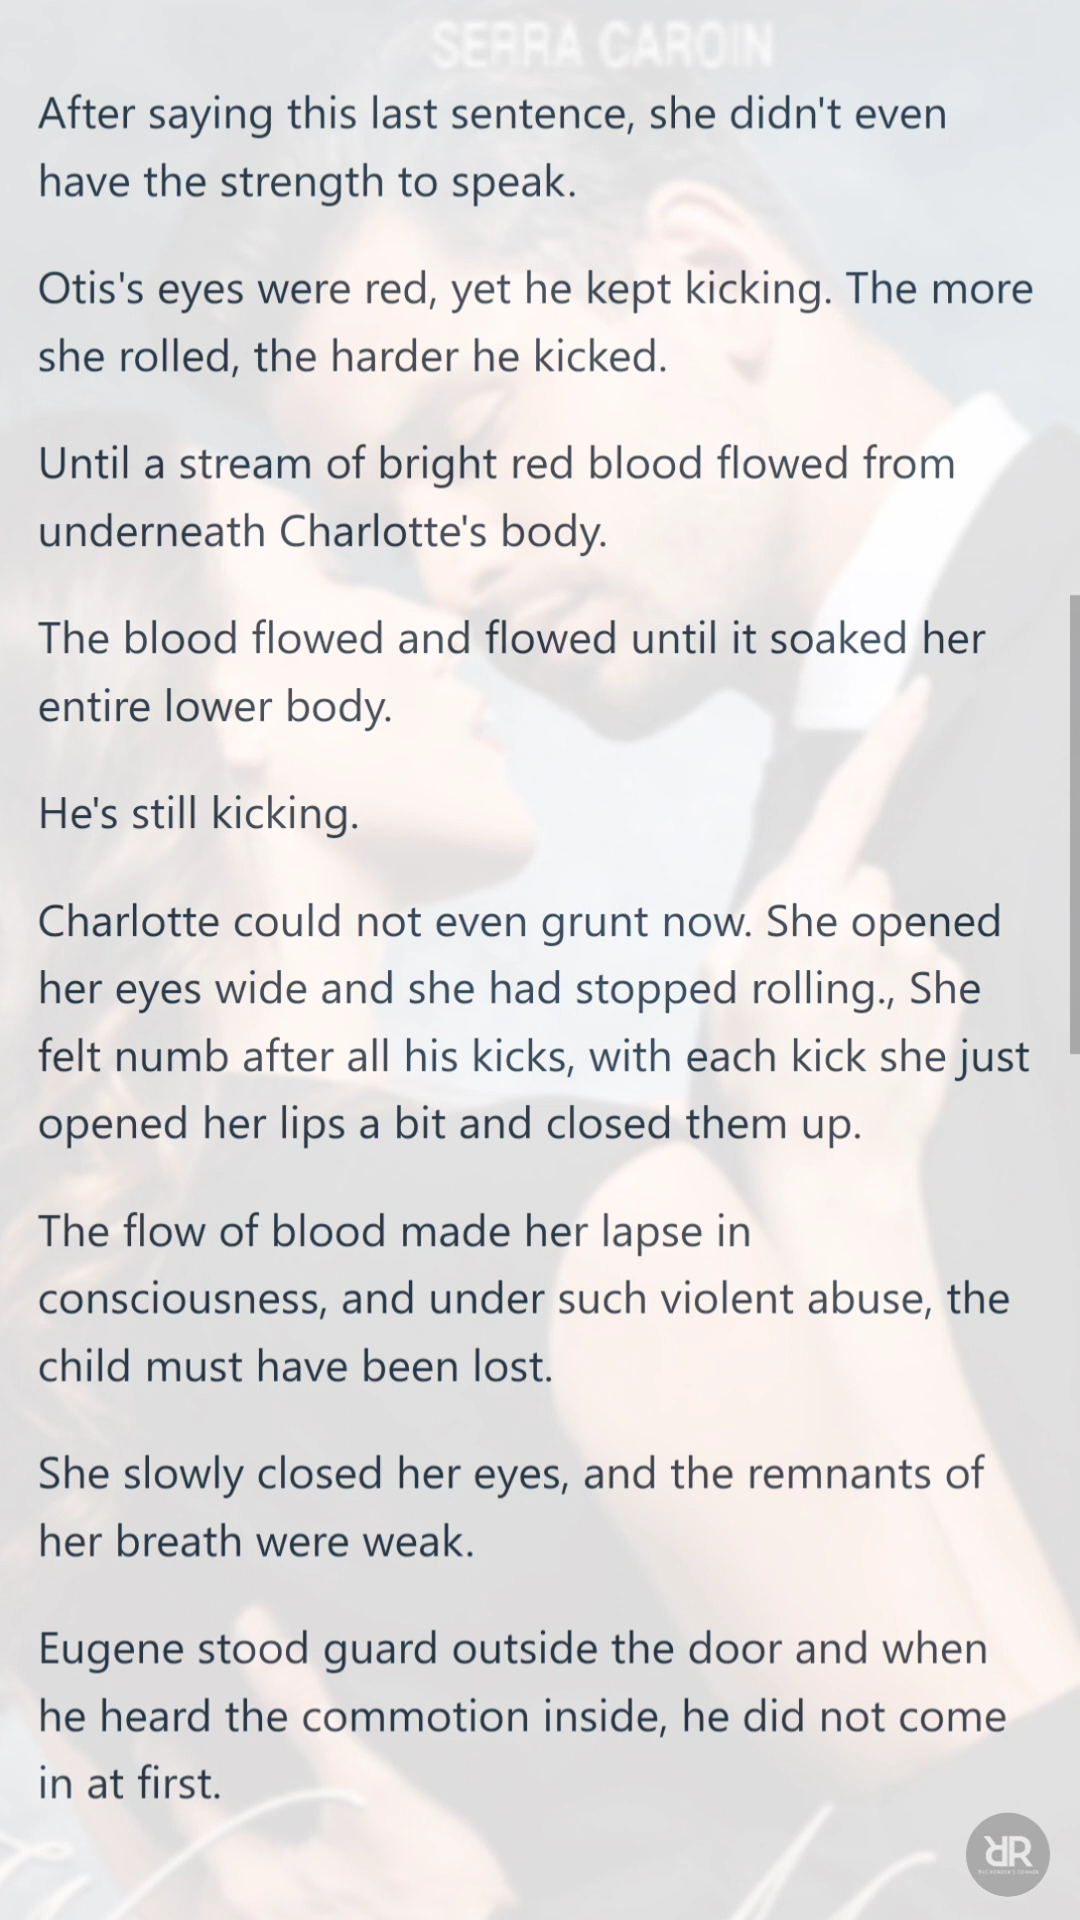 SERRA CAROIN
After saying this last sentence, she didn't even
have the strength to speak.
Otis's eyes were red, yet he kept kicking. The more
she rolled, the harder he kicked.
Until a stream of bright red blood flowed from
underneath Charlotte's body.
The blood flowed and flowed until it soaked her
entire lower body.
He's still kicking.
Charlotte could not even grunt now. She opened
her eyes wide and she had stopped rolling., She
felt numb after all his kicks, with each kick she just
opened her lips a bit and closed them up.
The flow of blood made her lapse in
consciousness, and under such violent abuse, the
child must have been lost.
She slowly closed her eyes, and the remnants of
her breath were weak.
Eugene stood guard outside the door and when
he heard the commotion inside, he did not come
in at first.